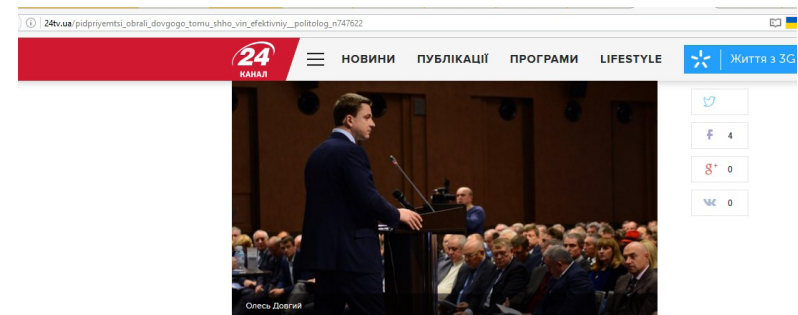 24tv.ua/pidpriyemtsi_obrali_dovgogo_tomu_shho_vin_efektivniy__politolog_n747622
24
КАНАЛ
НОВИНИ ПУБЛІКАЦІЇ ПРОГРАМИ LIFESTYLE
Життя з 3G
4
g+ 0
0
Олесь Довгий